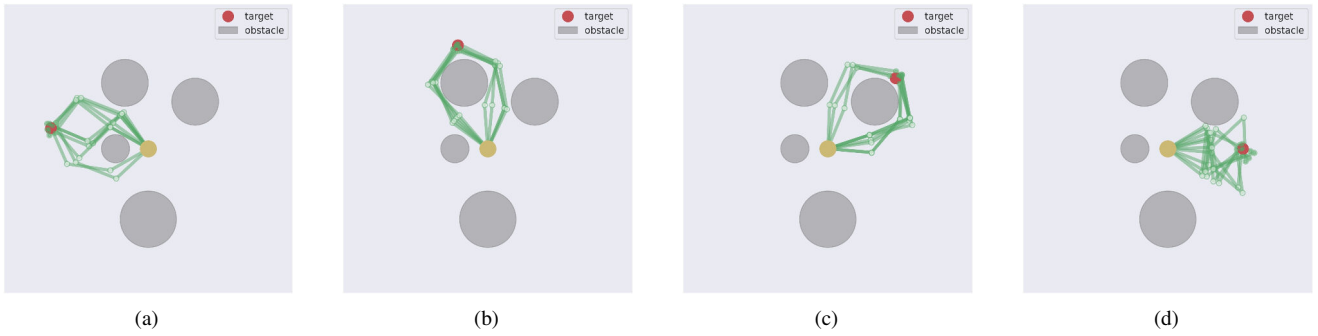 target
obstacle
target
obstacle
target
obstacle
target
obstacle
(a)
(b)
(c)
(d)